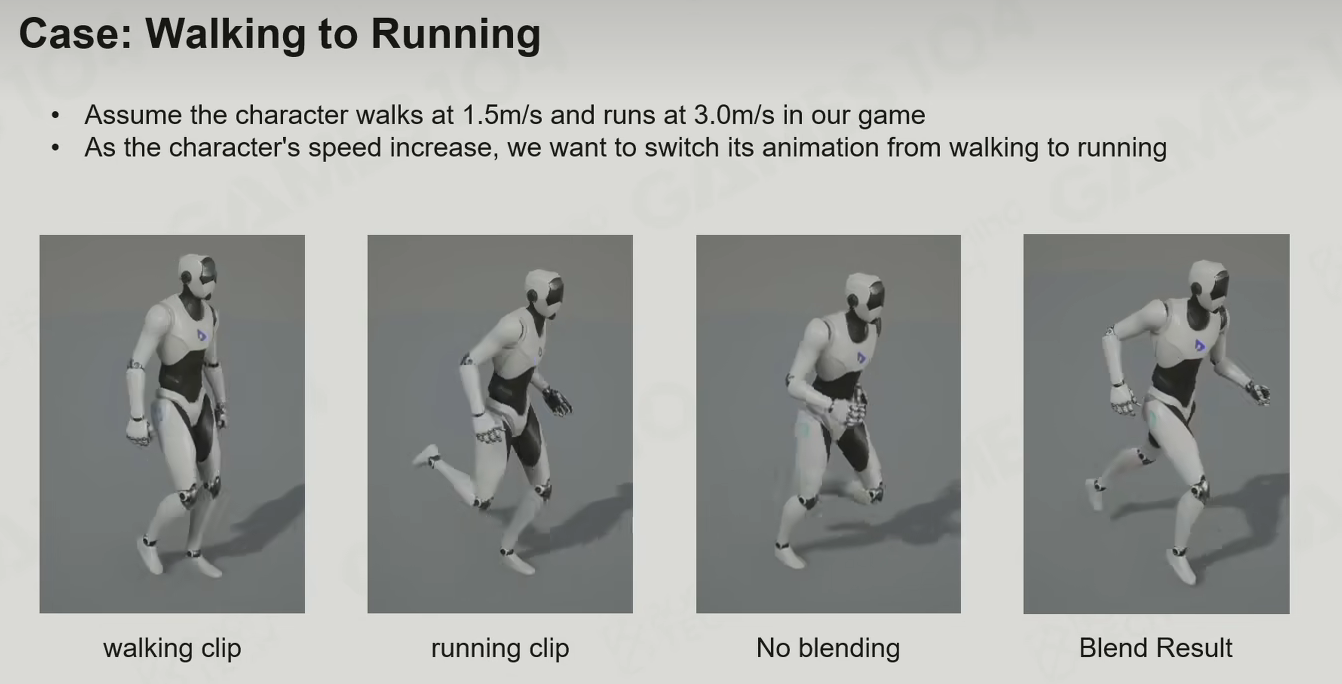 Case: Walking to Running
• Assume the character walks at 1.5m/s and runs at 3.0m/s in our game
• As the character's speed increase, we want to switch its animation from walking to running
walking clip
running clip
No blending
Blend Result
GAMES104